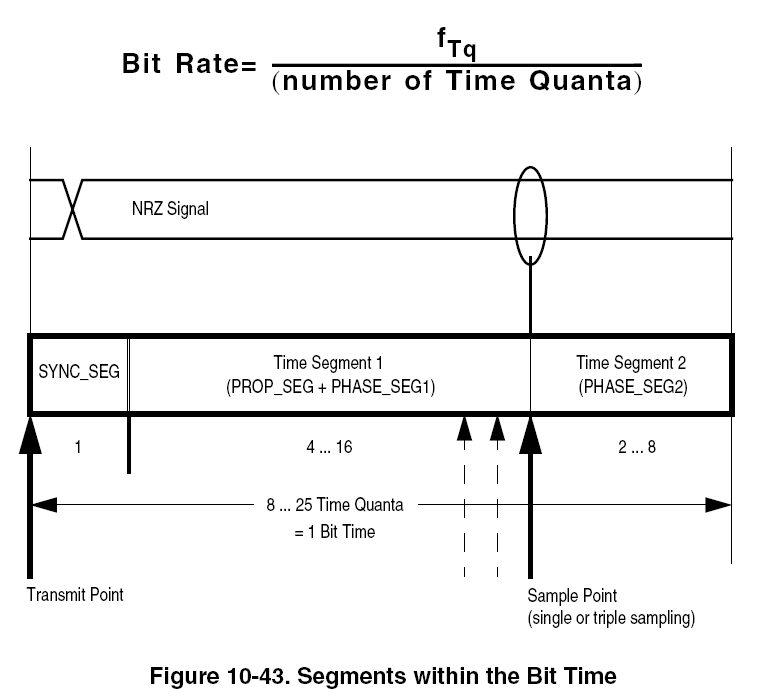 Bit Rate= fTq
(number of Time Quanta)
NRZ Signal
SYNC_SEG
Time Segment 1
(PROP_SEG + PHASE_SEG1)
Time Segment 2
(PHASE_SEG2)
1
4 ... 16
2 ... 8
8 ... 25 Time Quanta
= 1 Bit Time
Transmit Point
Sample Point
(single or triple sampling)
Figure 10-43. Segments within the Bit Time